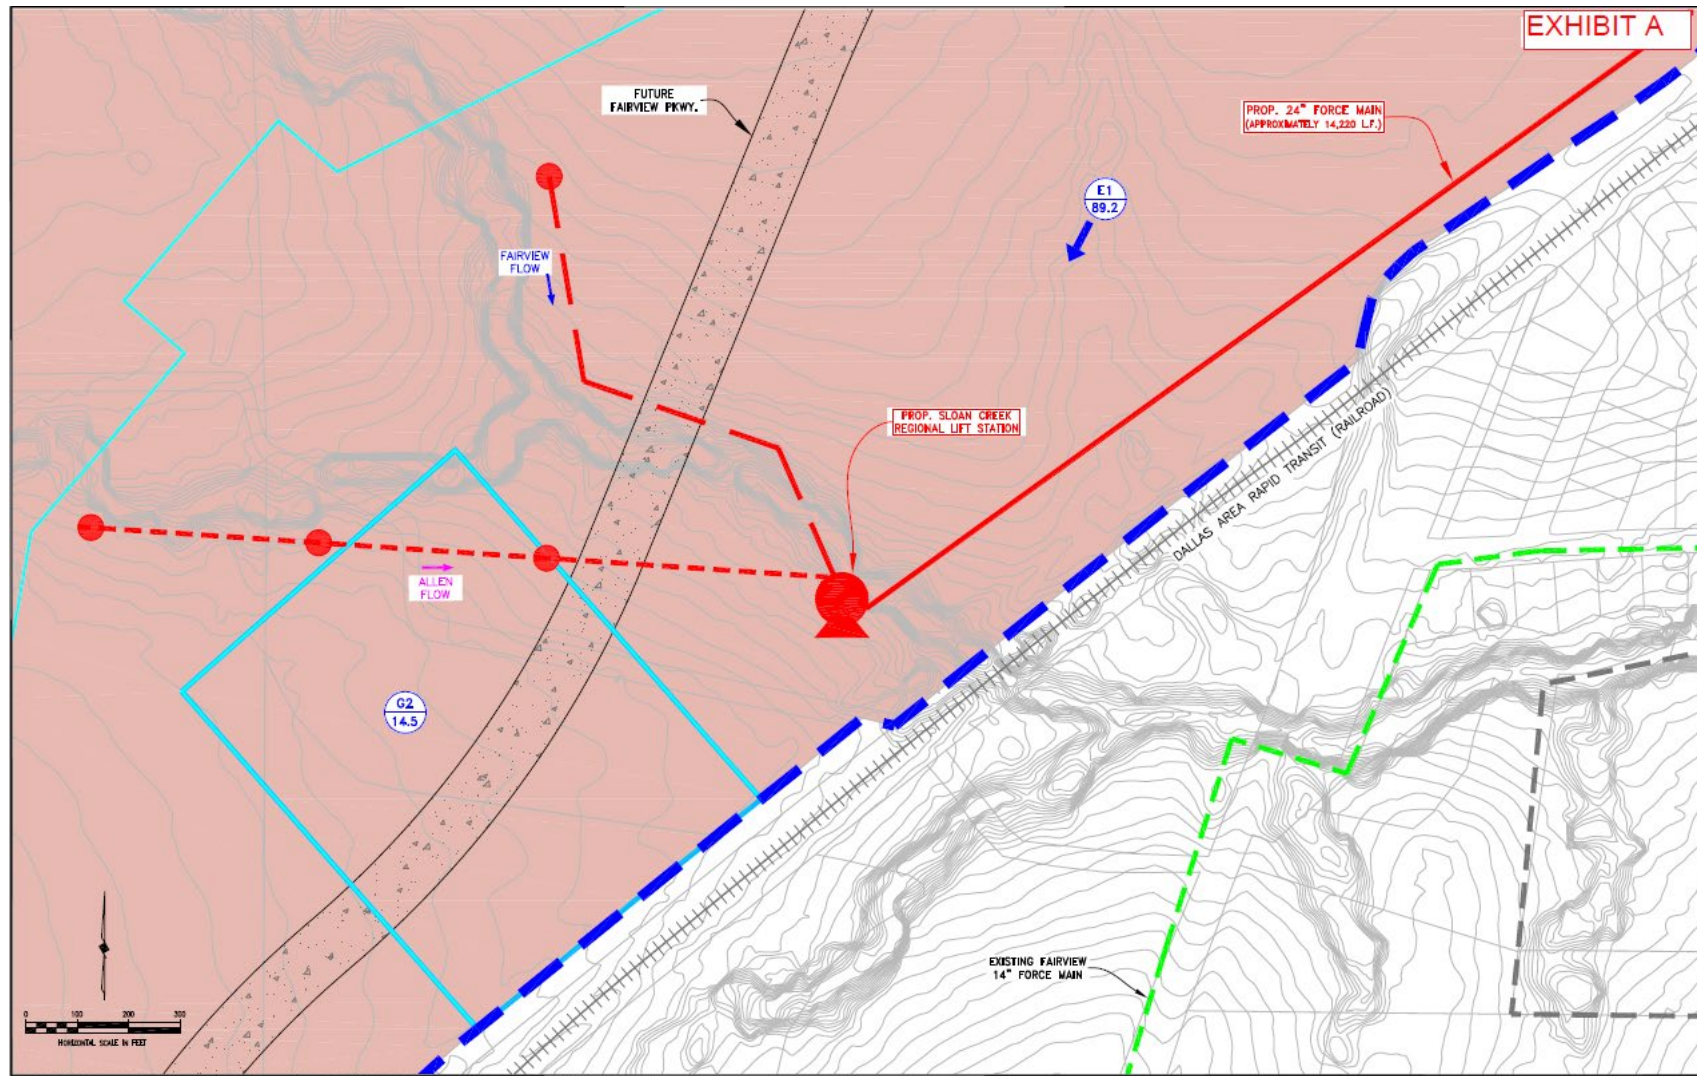 EXHIBIT A
FUTURE
FAIRVIEW PKWY.
PROP. 24" FORCE MAIN
(APPROXIMATELY 14,220 L.F.)
E1
89.2
FAIRVIEW
FLOW
PROP. SLOAN CREEK
REGIONAL LIFT STATION
DALLAS AREA RAPID TRANSIT (RAILROAD)
ALLEN
FLOW
G2
14.5
EXISTING FAIRVIEW
14" FORCE MAIN
0 100 200 300
HORIZONTAL SCALE IN FEET